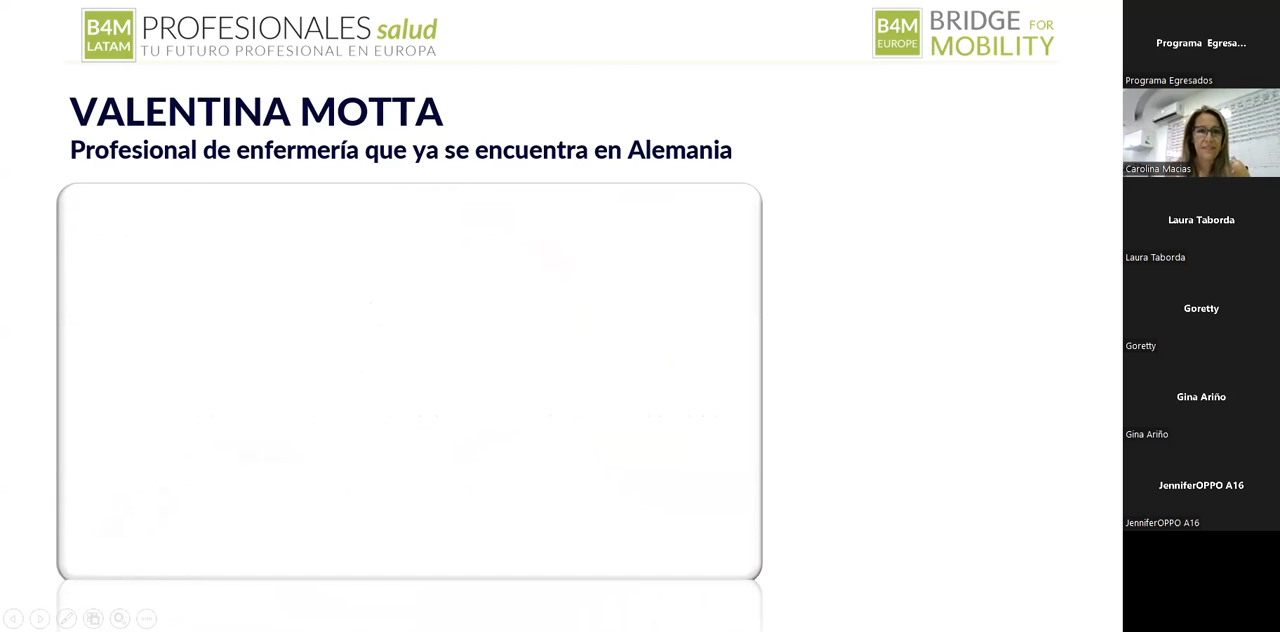 B4M
LATAM
PROFESIONALES salud
TU FUTURO PROFESIONAL EN EUROPA
B4M
EUROPE
BRIDGE FOR
MOBILITY
VALENTINA MOTTA
Profesional de enfermería que ya se encuentra en Alemania
Programa Egresa...
Programa Egresados
Carolina Macias
Laura Taborda
Laura Taborda
Goretty
Goretty
Gina Ariño
Gina Ariño
JenniferOPPO A16
JenniferOPPO A16